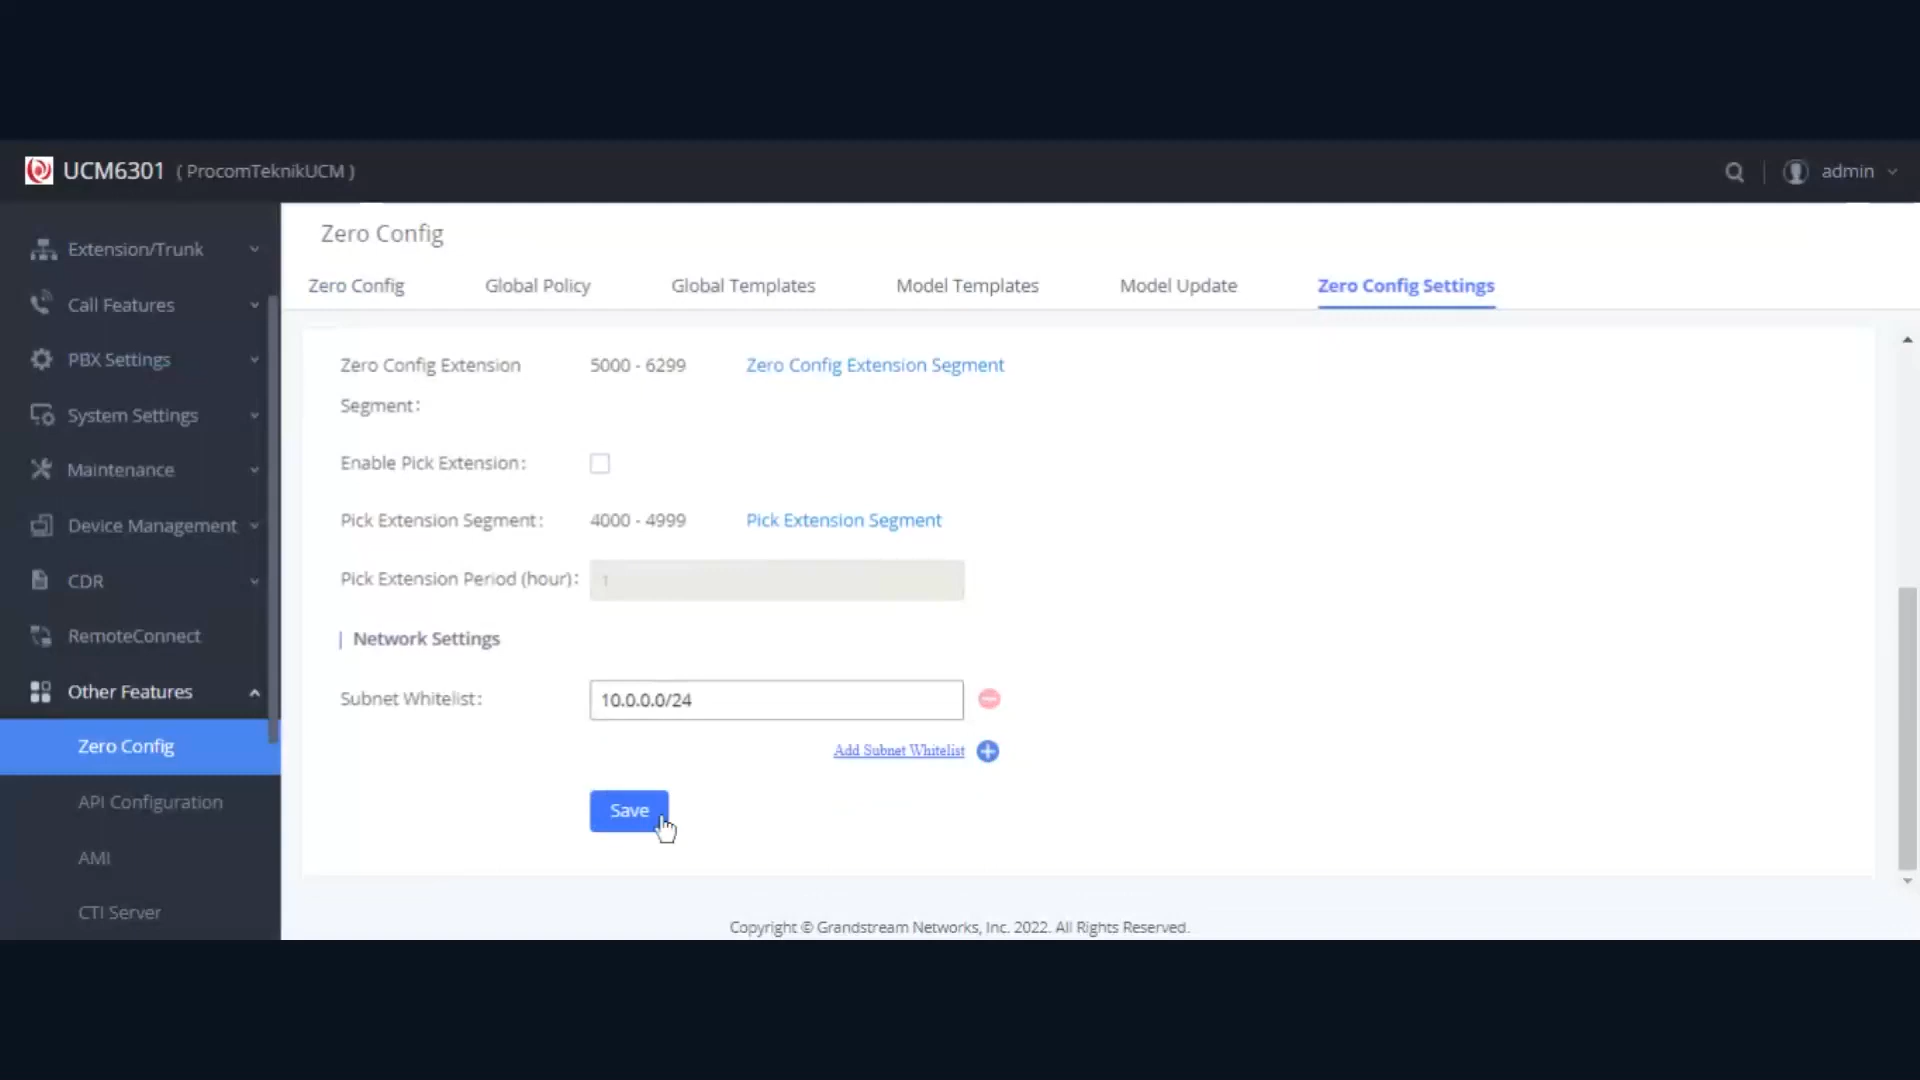 UCM6301 ( ProcomTeknikUCM )
admin
Extension/Trunk
Call Features
PBX Settings
System Settings
Maintenance
Device Management
CDR
RemoteConnect
Other Features
Zero Config
API Configuration
AMI
CTI Server
Zero Config
Zero Config Global Policy Global Templates Model Templates Model Update Zero Config Settings
Zero Config Extension 5000 - 6299 Zero Config Extension Segment
Segment:
Enable Pick Extension:
Pick Extension Segment: 4000 - 4999 Pick Extension Segment
Pick Extension Period (hour): 1
Network Settings
Subnet Whitelist: 10.0.0.0/24
Add Subnet Whitelist
Save
Copyright © Grandstream Networks, Inc. 2022. All Rights Reserved.